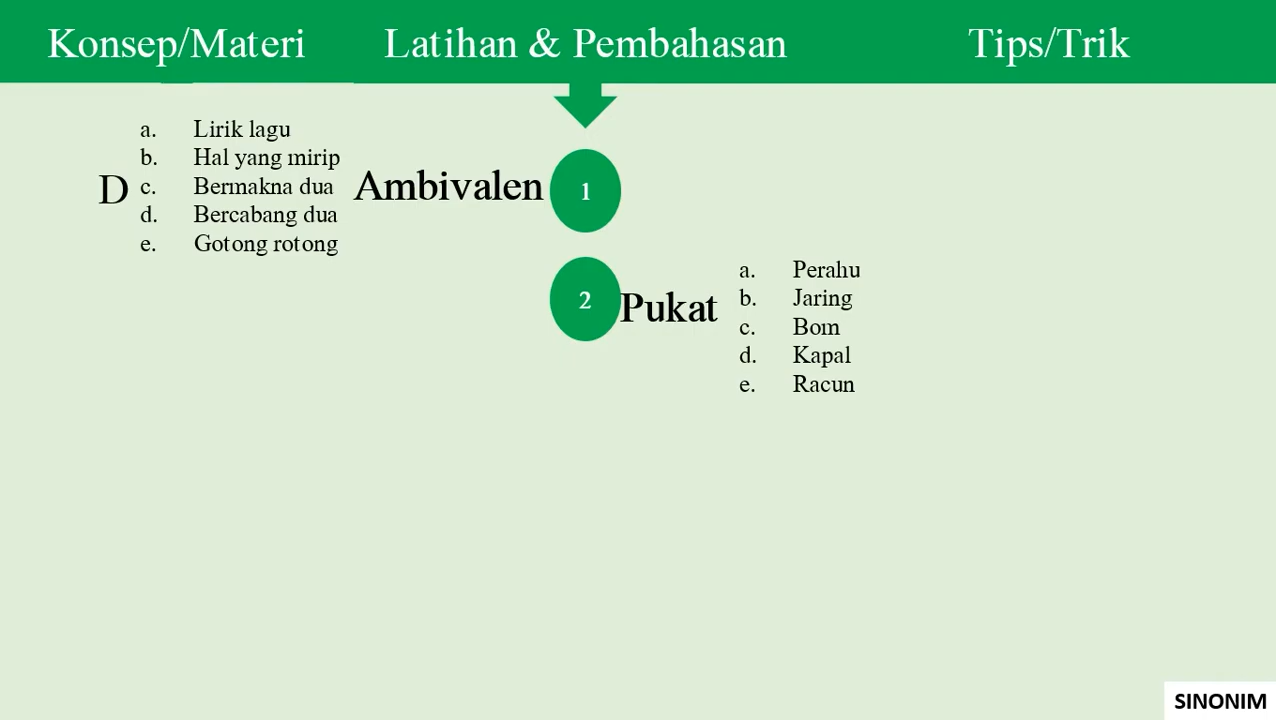 Konsep/Materi
Latihan & Pembahasan
Tips/Trik
D
a. Lirik lagu
b. Hal yang mirip
c. Bermakna dua
d. Bercabang dua
e. Gotong rotong
Ambivalen
1
2
Pukat
a. Perahu
b. Jaring
c. Bom
d. Kapal
e. Racun
SINONIM